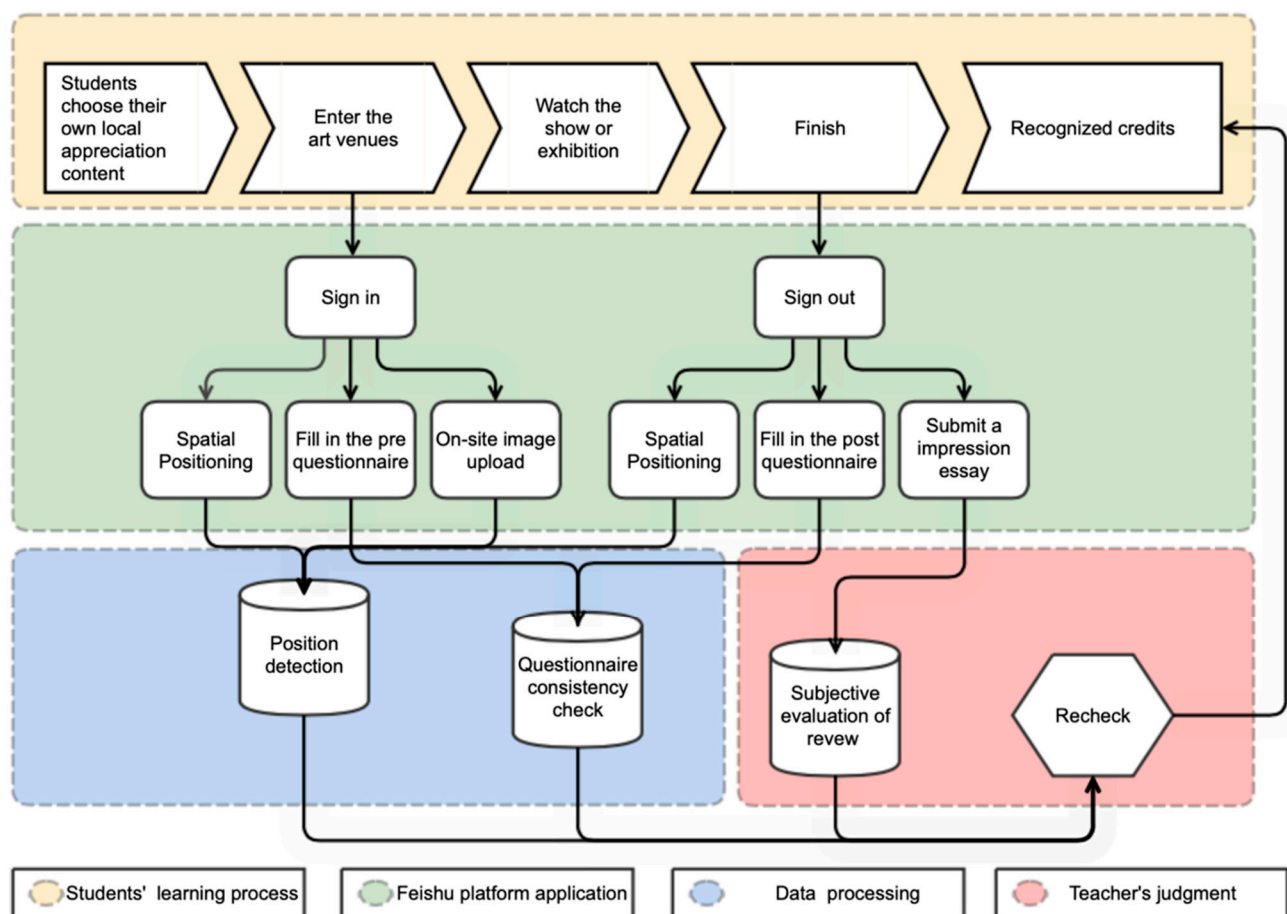 Students
choose their
own local
appreciation
content
Enter the
art venues
Watch the
show or
exhibition
Finish
Recognized credits
Sign in
Sign out
Spatial
Positioning
Fill in the pre
questionnaire
On-site image
upload
Spatial
Positioning
Fill in the post
questionnaire
Submit a
impression
essay
Position
detection
Questionnaire
consistency
check
Subjective
evaluation of
revew
Recheck
Students' learning process
Feishu platform application
Data processing
Teacher's judgment